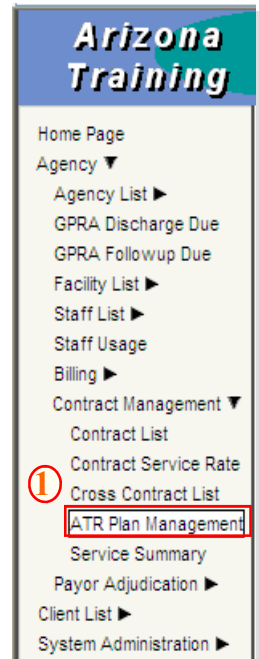 Arizona
Training
Home Page
Agency ▼
Agency List ►
GPRA Discharge Due
GPRA Followup Due
Facility List ►
Staff List ►
Staff Usage
Billing ►
Contract Management ▼
Contract List
Contract Service Rate
1 Cross Contract List
ATR Plan Management
Service Summary
Payor Adjudication ►
Client List ►
System Administration ►